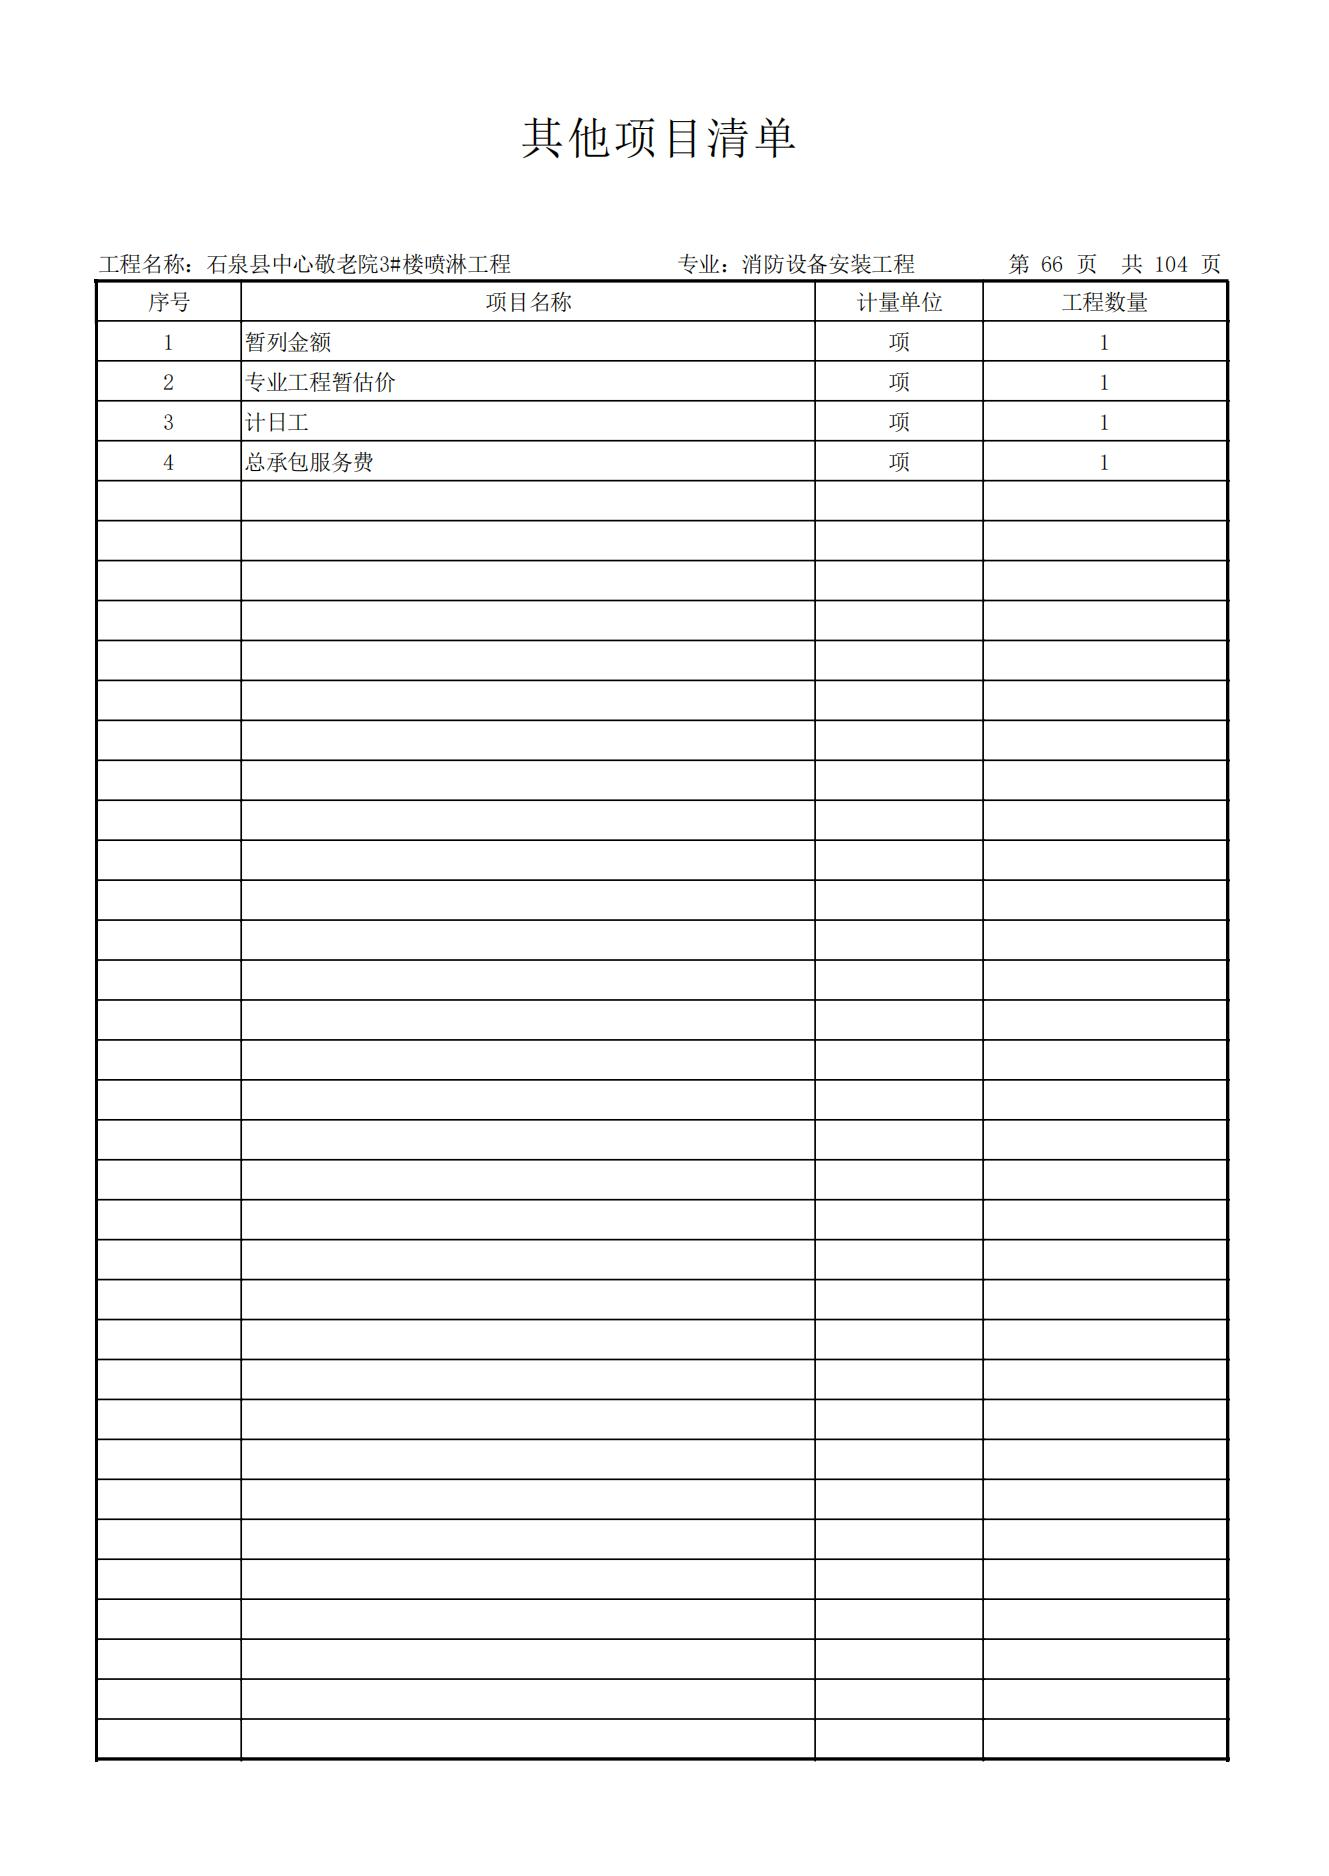 其他项目清单
工程名称：石泉县中心敬老院3#楼喷淋工程 专业：消防设备安装工程 第 66 页 共 104 页
序号 项目名称 计量单位 工程数量
1 暂列金额 项 1
2 专业工程暂估价 项 1
3 计日工 项 1
4 总承包服务费 项 1